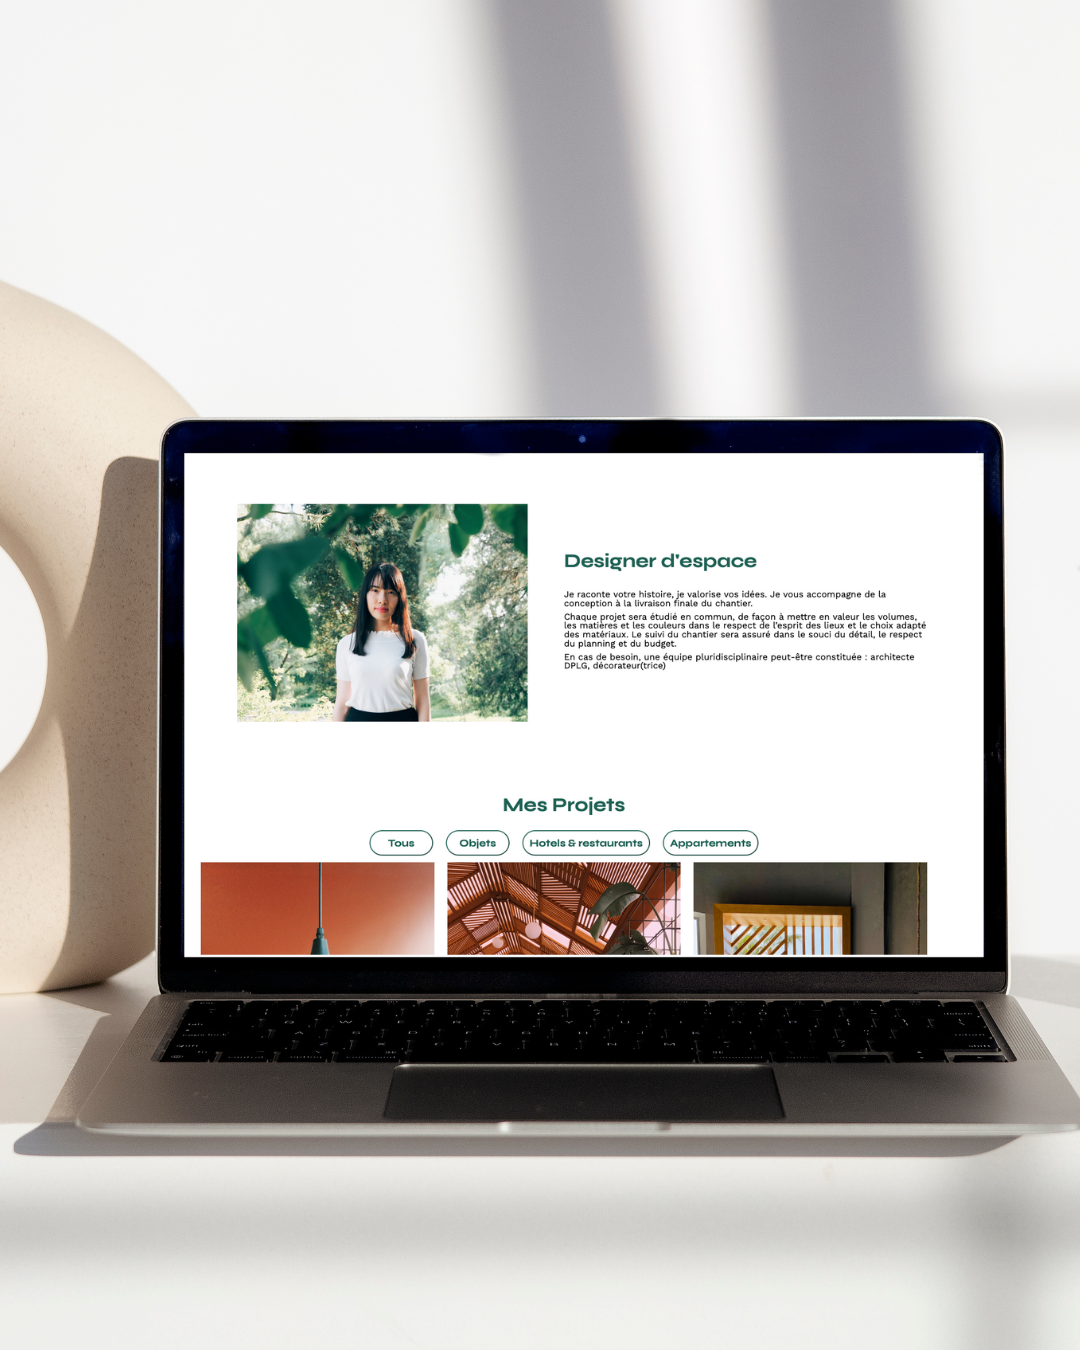 Designer d'espace
Je raconte votre histoire, je valorise vos idées. Je vous accompagne de la
conception à la livraison finale du chantier.
Chaque projet sera étudié en commun, de façon à mettre en valeur les volumes,
les matières et les couleurs dans le respect de l'esprit des lieux et le choix adapté
des matériaux. Le suivi du chantier sera assuré dans le souci du détail, le respect
du planning et du budget.
En cas de besoin, une équipe pluridisciplinaire peut-être constituée : architecte
DPLG, décorateur(trice)
Mes Projets
Tous
Objets
Hotels & restaurants
Appartements